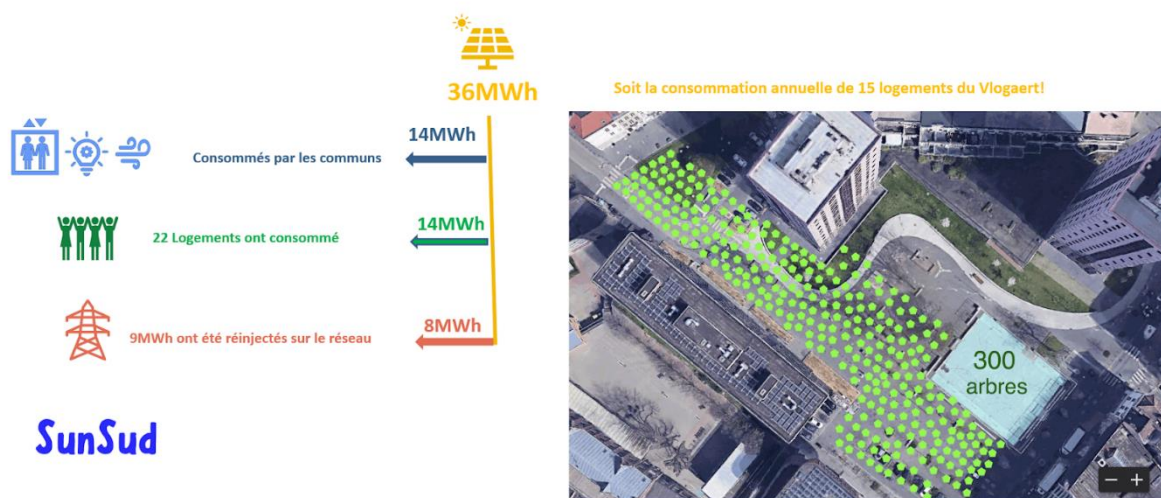 36MWh
Soit la consommation annuelle de 15 logements du Vlogaert!
14MWh
Consommés par les communs
14MWh
22 Logements ont consommé
8MWh
9MWh ont été réinjectés sur le réseau
300
arbres
SunSud